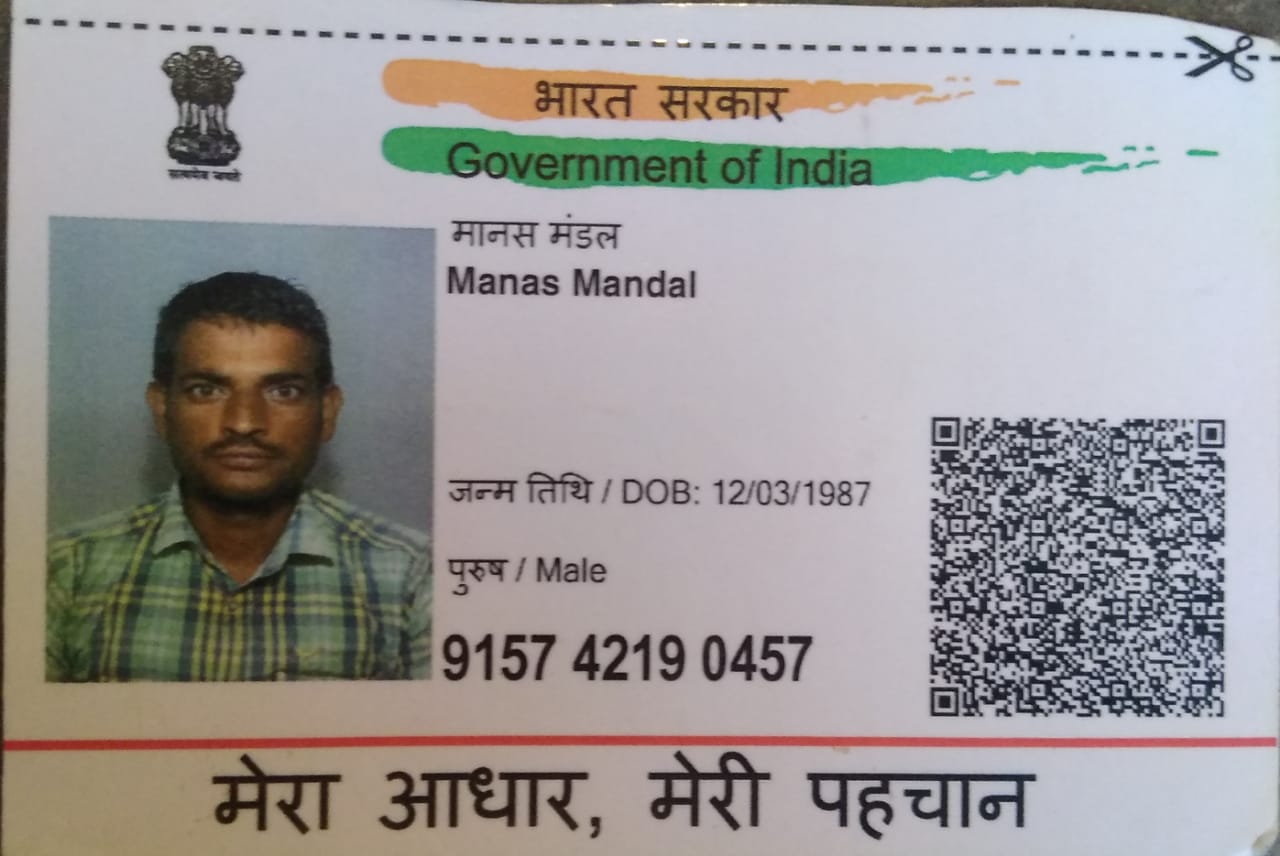 भारत सरकार
Government of India
सत्यमेव जयते
मानस मंडल
Manas Mandal
जन्म तिथि / DOB: 12/03/1987
पुरुष / Male
9157 4219 0457
मेरा आधार, मेरी पहचान